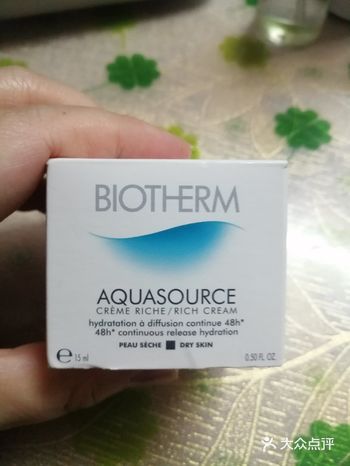 BIOTHERM
AQUASOURCE
CRÈME RICHE/RICH CREAM
hydratation à diffusion continue 48h*
48h* continuous release hydration
PEAU SÈCHE DRY SKIN
℮ 15 ml 0.50 FL. OZ.
大众点评